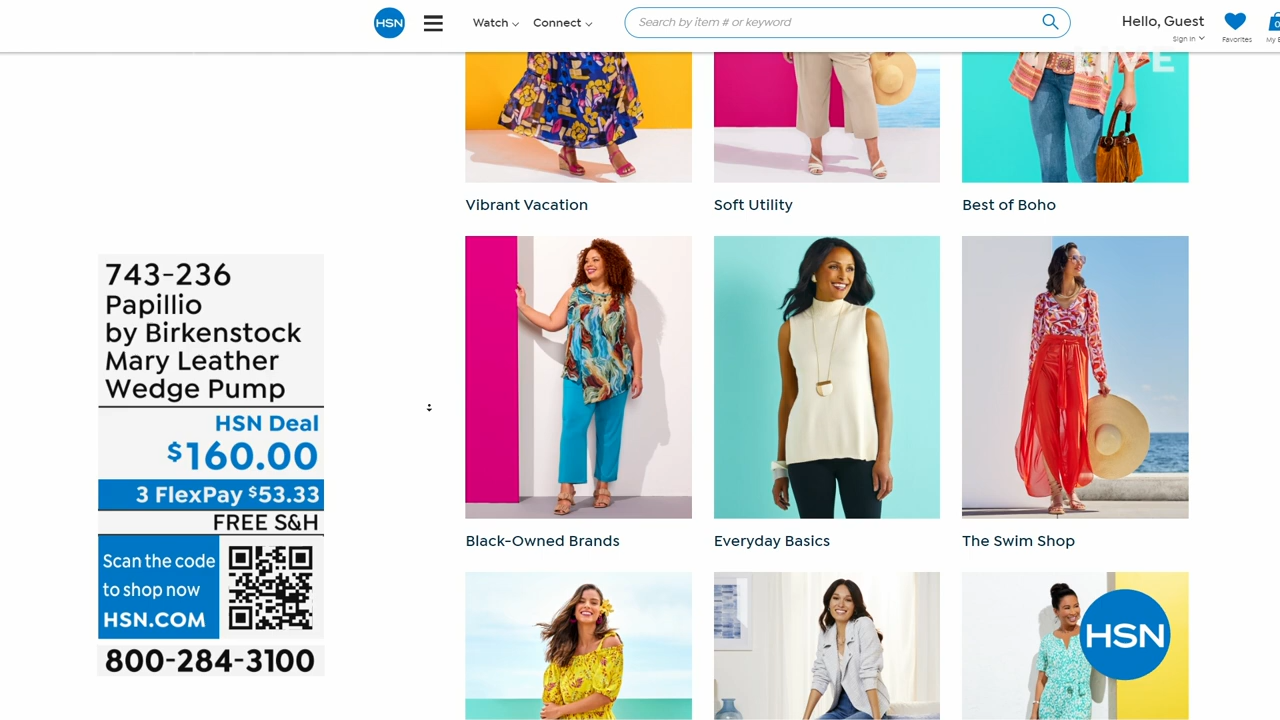 HSN
Watch
Connect
Search by item # or keyword
Hello, Guest
Sign In
Favorites
0
My
LIVE
Vibrant Vacation
Soft Utility
Best of Boho
743-236
Papillio
by Birkenstock
Mary Leather
Wedge Pump
HSN Deal
$160.00
3 FlexPay $53.33
FREE S&H
Scan the code
to shop now
HSN.COM
800-284-3100
Black-Owned Brands
Everyday Basics
The Swim Shop
HSN